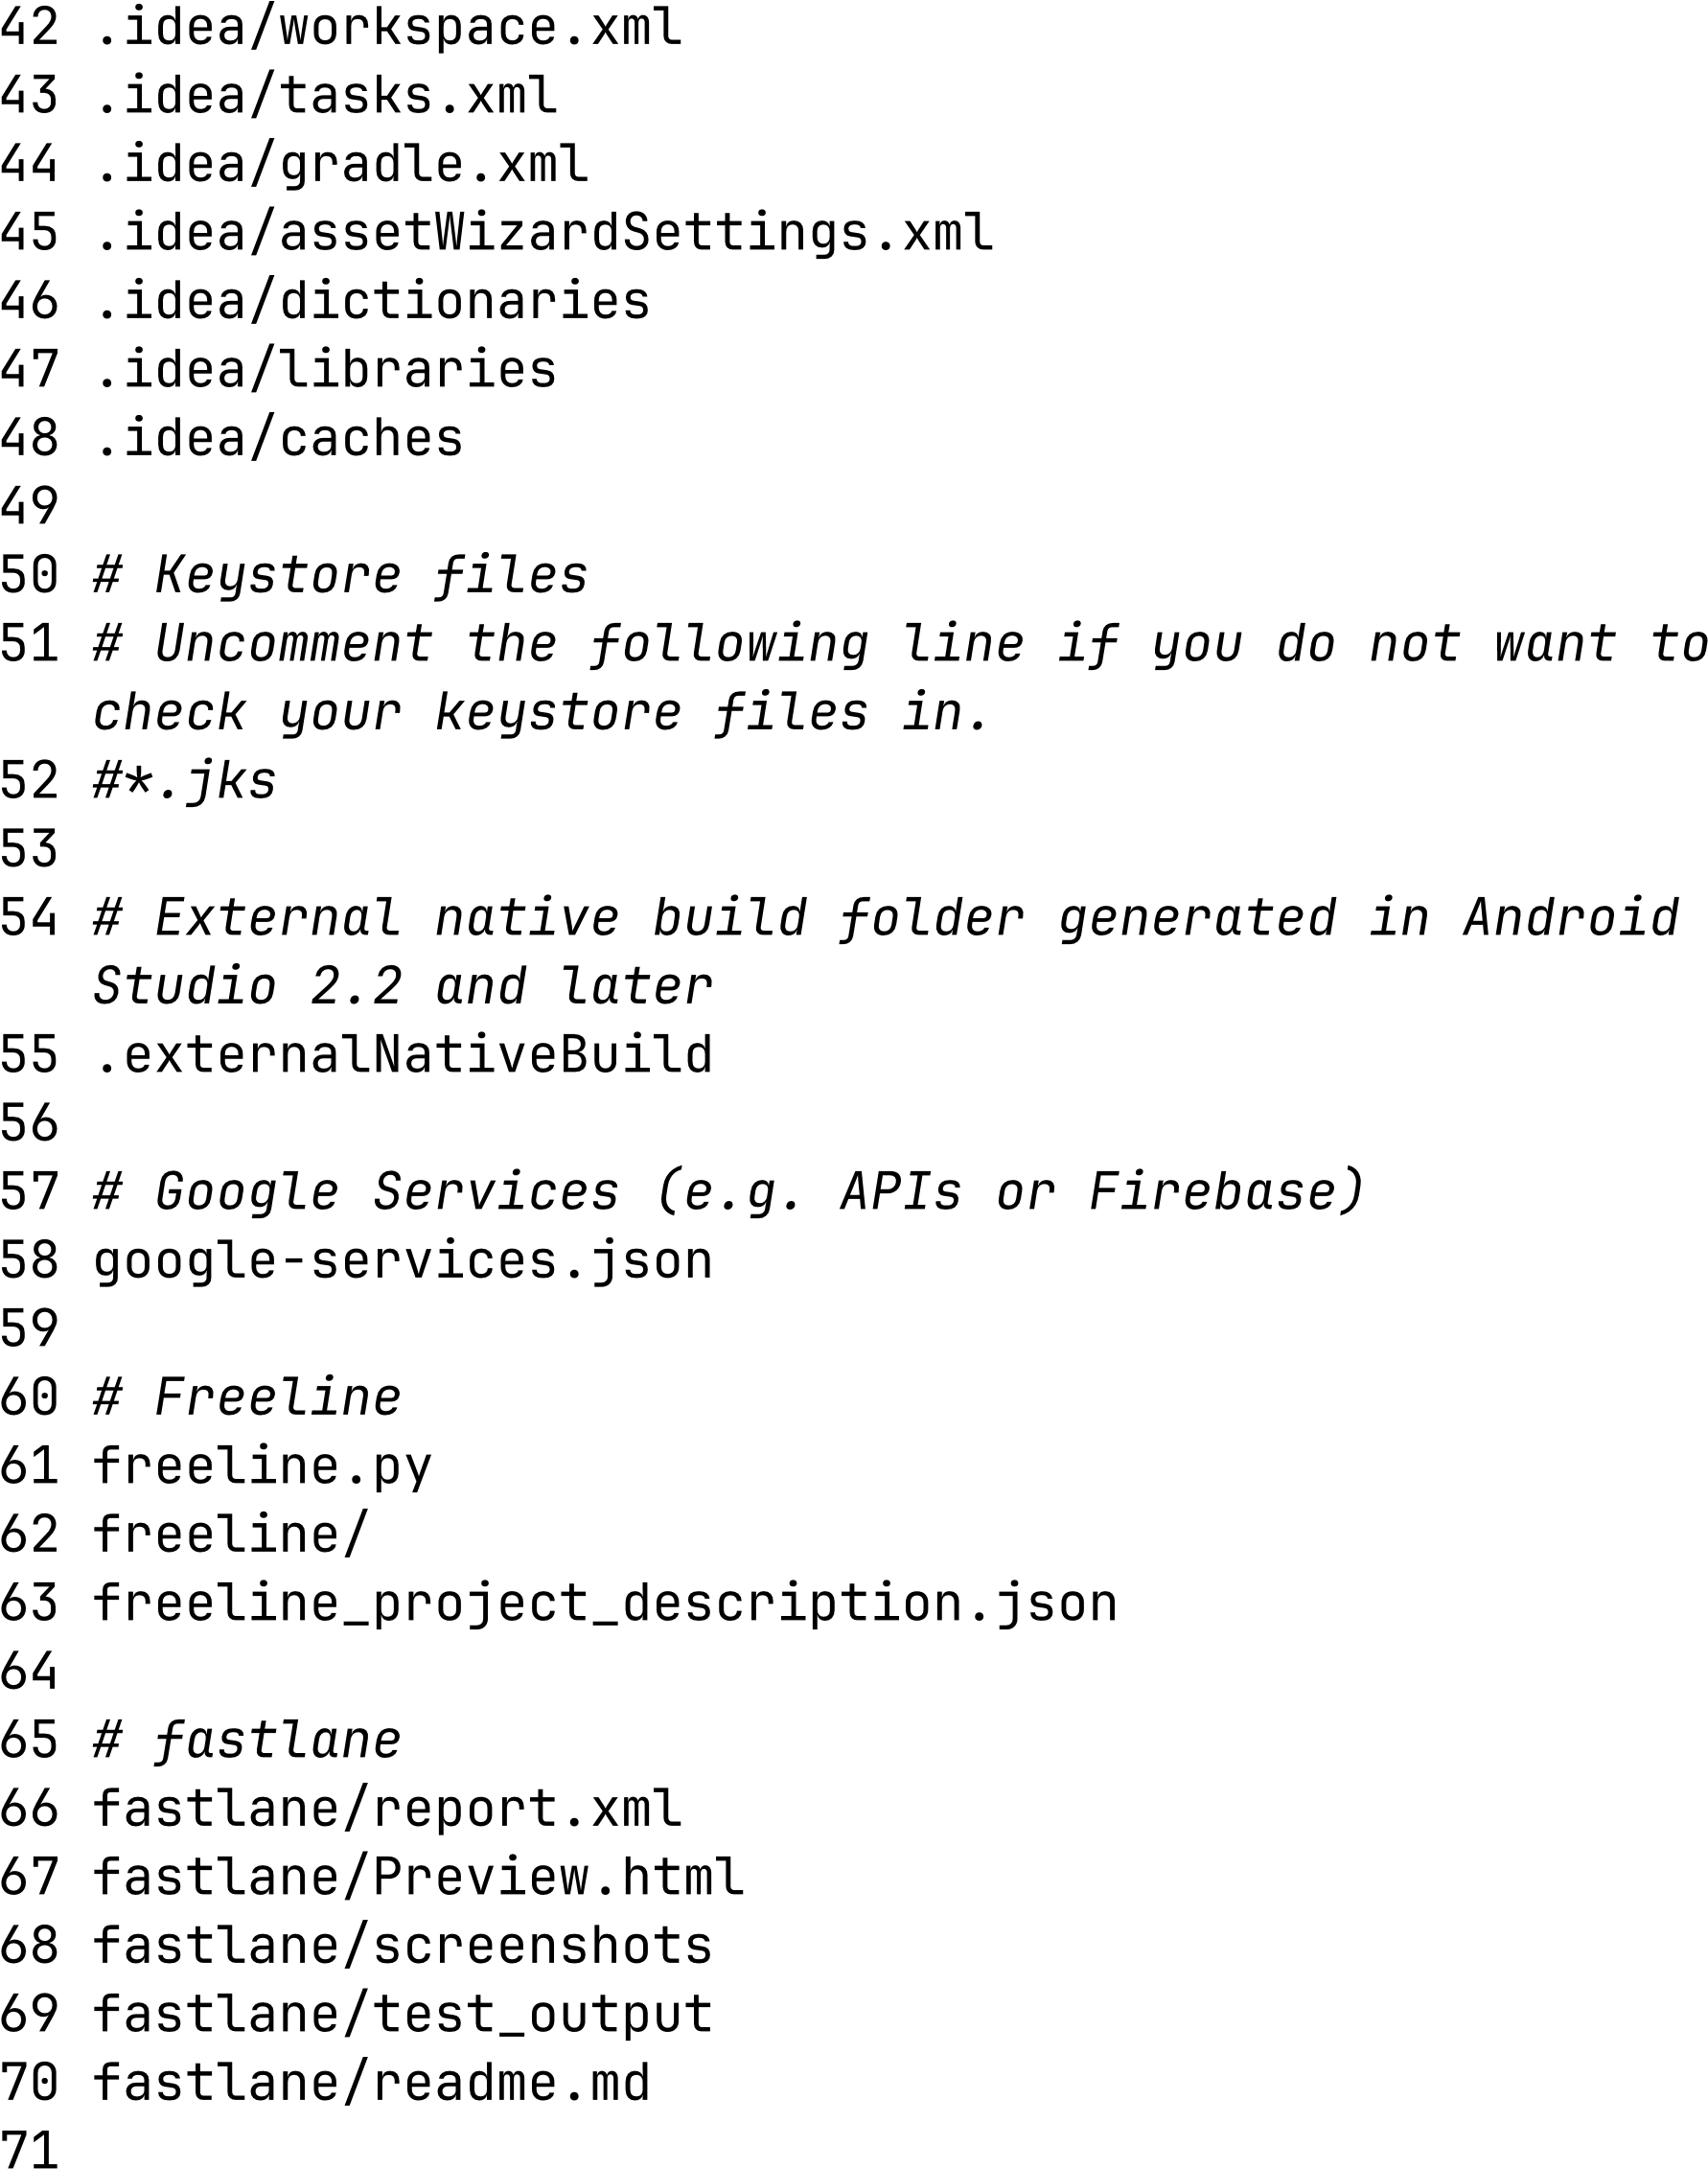 42 .idea/workspace.xml
43 .idea/tasks.xml
44 .idea/gradle.xml
45 .idea/assetWizardSettings.xml
46 .idea/dictionaries
47 .idea/libraries
48 .idea/caches
49
50 # Keystore files
51 # Uncomment the following line if you do not want to
check your keystore files in.
52 #*.jks
53
54 # External native build folder generated in Android
Studio 2.2 and later
55 .externalNativeBuild
56
57 # Google Services (e.g. APIs or Firebase)
58 google-services.json
59
60 # Freeline
61 freeline.py
62 freeline/
63 freeline_project_description.json
64
65 # fastlane
66 fastlane/report.xml
67 fastlane/Preview.html
68 fastlane/screenshots
69 fastlane/test_output
70 fastlane/readme.md
71